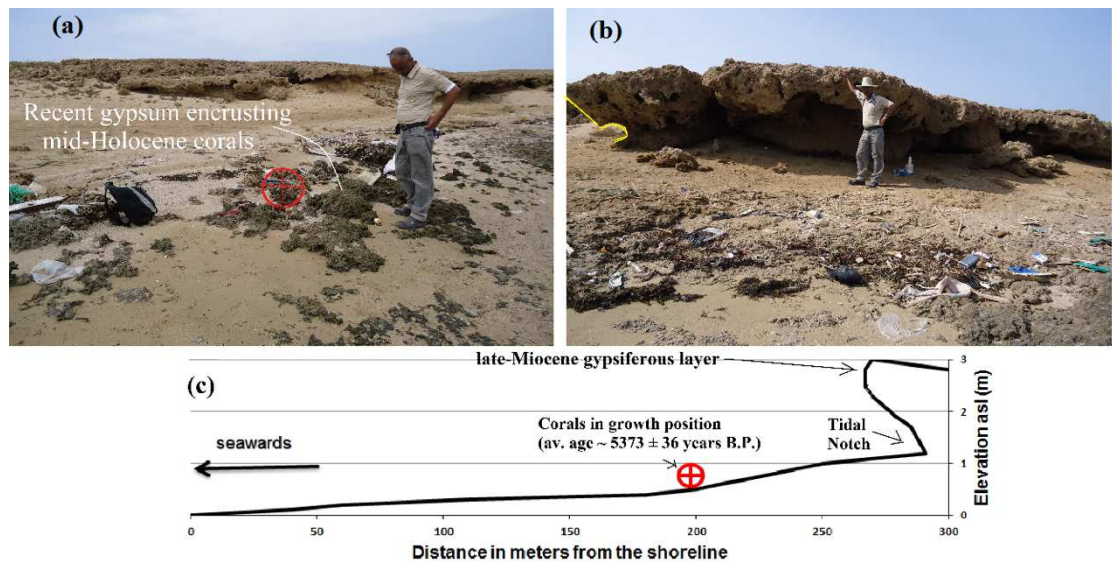 (a)
Recent gypsum encrusting
mid-Holocene corals
(b)
(c)
late-Miocene gypsiferous layer
Corals in growth position
(av. age ~ 5373 ± 36 years B.P.)
Tidal
Notch
seawards
3
2
1
0
Elevation asl (m)
0 50 100 150 200 250 300
Distance in meters from the shoreline